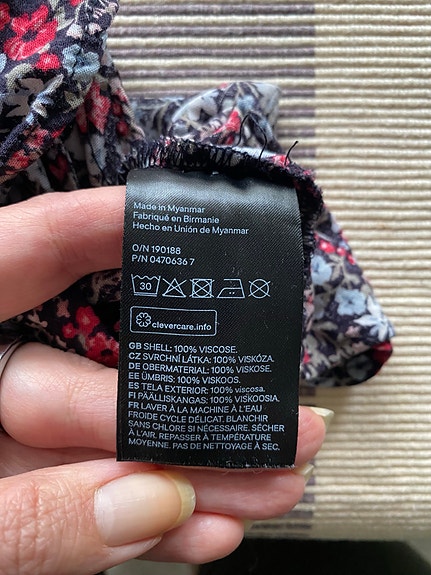 Made in Myanmar
Fabriqué en Birmanie
Hecho en Unión de Myanmar
O/N 190188
P/N 0470636 7
30
clevercare.info
GB SHELL: 100% VISCOSE.
CZ SVRCHNÍ LÁTKA: 100% VISKÓZA.
DE OBERMATERIAL: 100% VISKOSE.
EE ÜMBRIS: 100% VISKOOS.
ES TELA EXTERIOR: 100% viscosa.
FI PÄÄLLISKANGAS: 100% VISKOOSIA.
FR LAVER À LA MACHINE À L'EAU
FROIDE CYCLE DÉLICAT. BLANCHIR
SANS CHLORE SI NÉCESSAIRE. SÉCHER
À L'AIR. REPASSER À TEMPÉRATURE
MOYENNE. PAS DE NETTOYAGE À SEC.